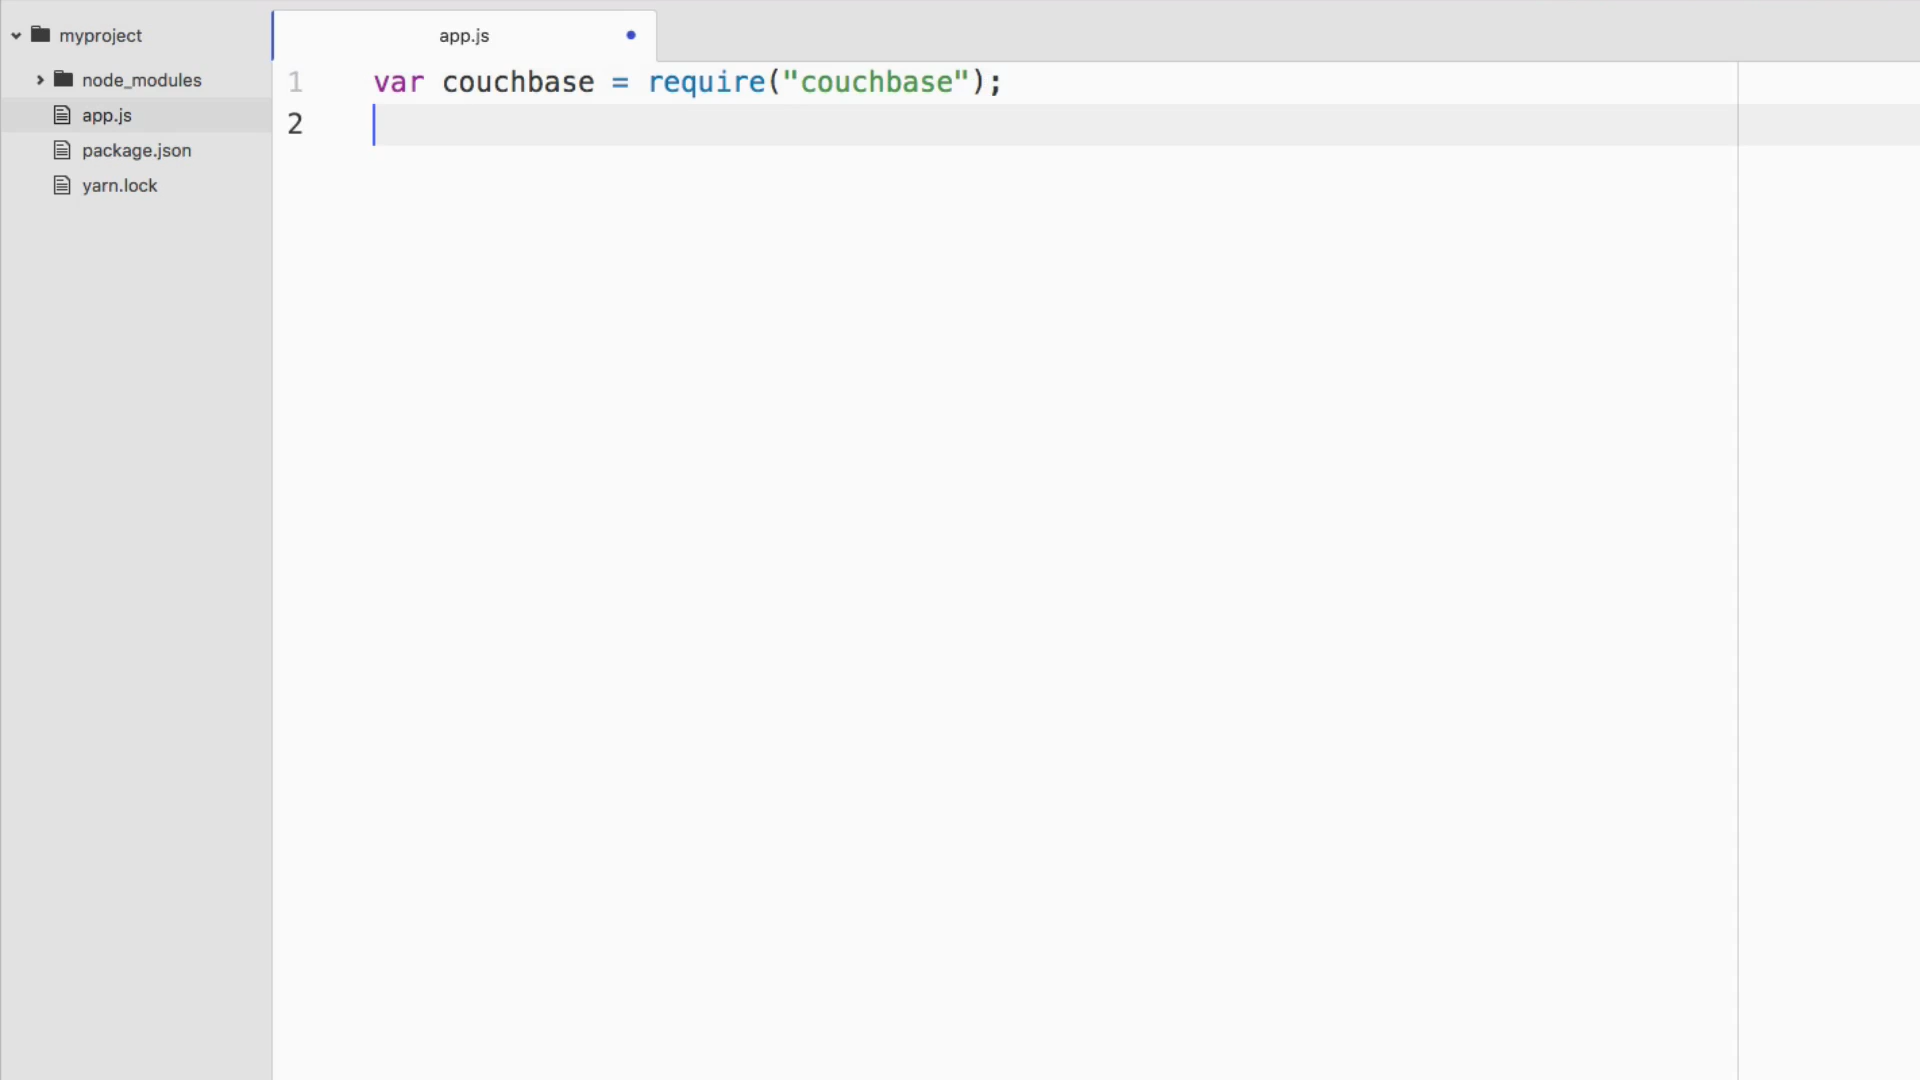 myproject
node_modules
app.js
package.json
yarn.lock
app.js
1 var couchbase = require("couchbase");
2